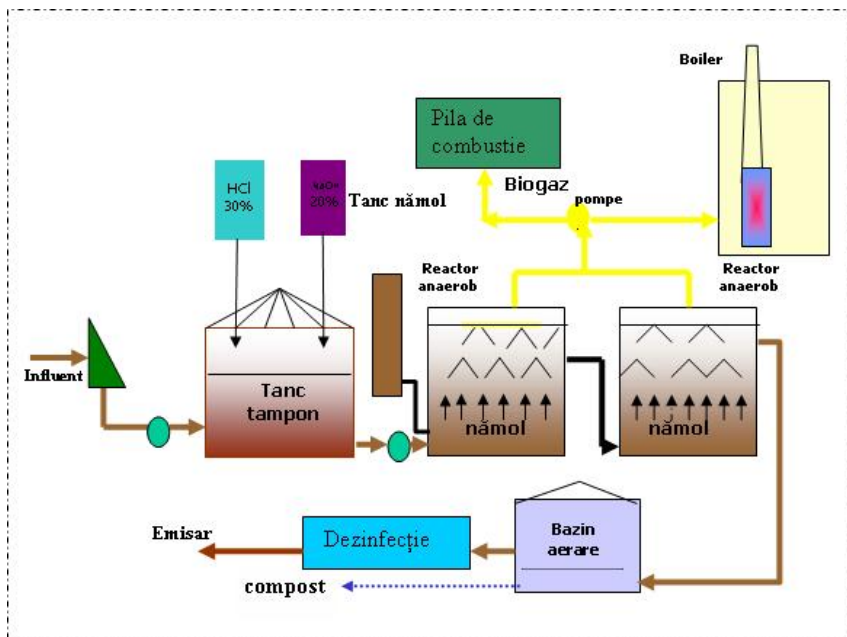 Boiler
Pila de
combustie
Biogaz
pompe
HCl
30%
20%
Tanc nămol
Reactor
anaerob
Reactor
anaerob
Influent
Tanc
tampon
nămol
nămol
Emisar
Dezinfecție
Bazin
aerare
compost